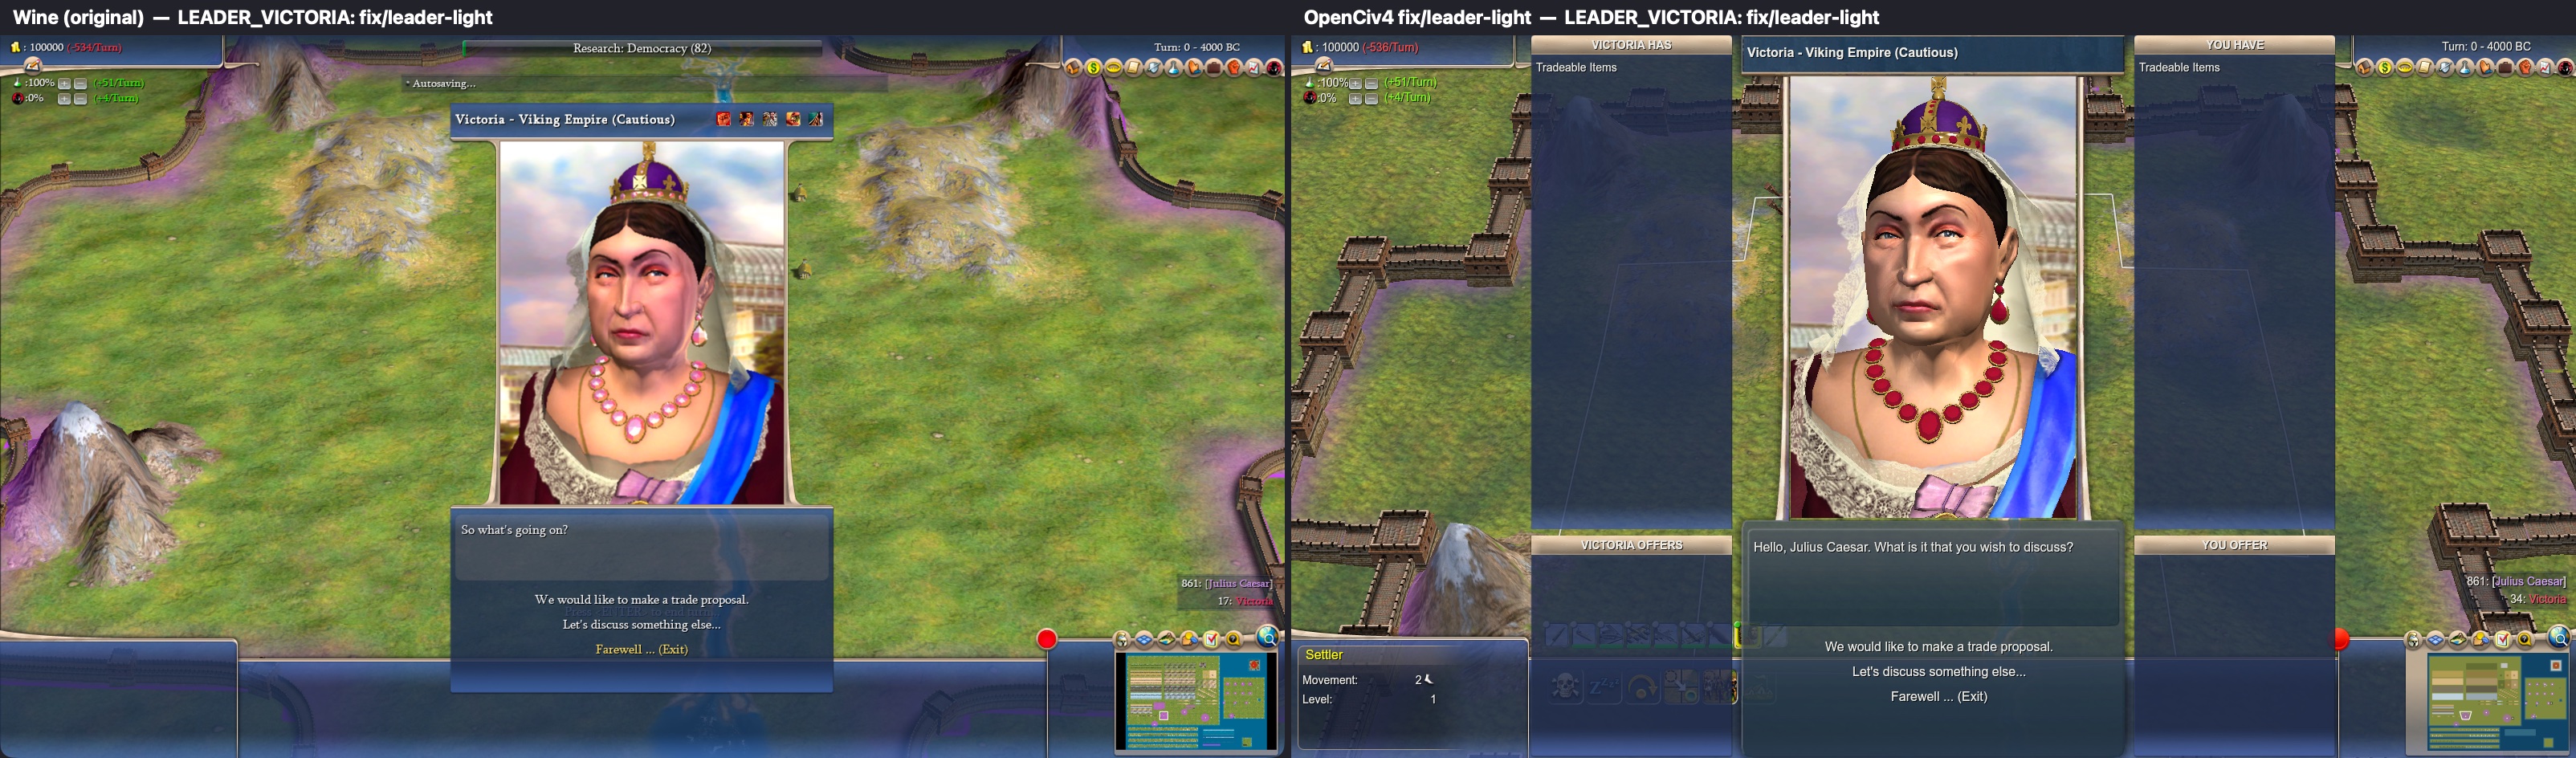 Wine (original) — LEADER_VICTORIA: fix/leader-light
: 100000 (-534/Turn)
Research: Democracy (82)
Turn: 0 - 4000 BC
:100% (+51/Turn)
:0% (+4/Turn)
* Autosaving...
Victoria - Viking Empire (Cautious)
So what's going on?
We would like to make a trade proposal.
Let's discuss something else...
Farewell ... (Exit)
861: [Julius Caesar]
17: Victoria
OpenCiv4 fix/leader-light — LEADER_VICTORIA: fix/leader-light
: 100000 (-536/Turn)
:100% (+51/Turn)
:0% (+4/Turn)
VICTORIA HAS
Tradeable Items
Victoria - Viking Empire (Cautious)
YOU HAVE
Tradeable Items
Turn: 0 - 4000 BC
VICTORIA OFFERS
Hello, Julius Caesar. What is it that you wish to discuss?
YOU OFFER
We would like to make a trade proposal.
Let's discuss something else...
Farewell ... (Exit)
861: [Julius Caesar]
34: Victoria
Settler
Movement: 2
Level: 1